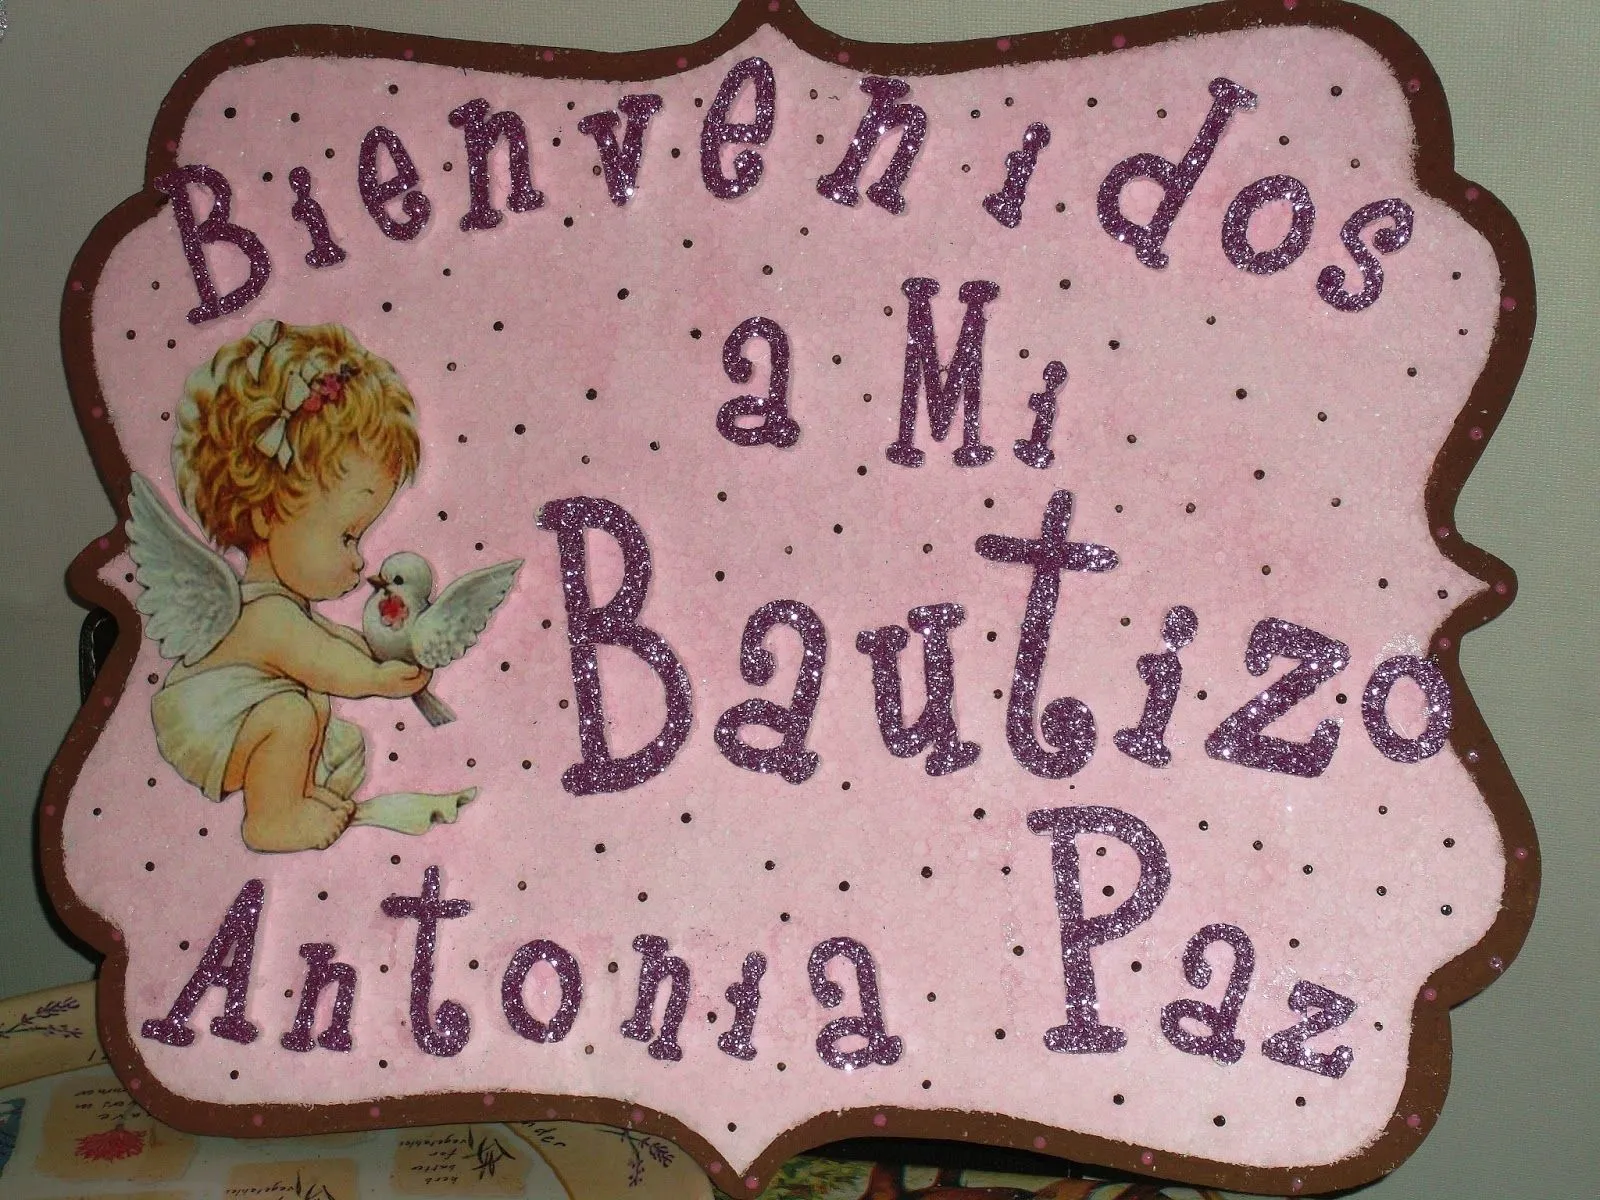 Bienvenidos
a Mi
Bautizo
Antonia Paz